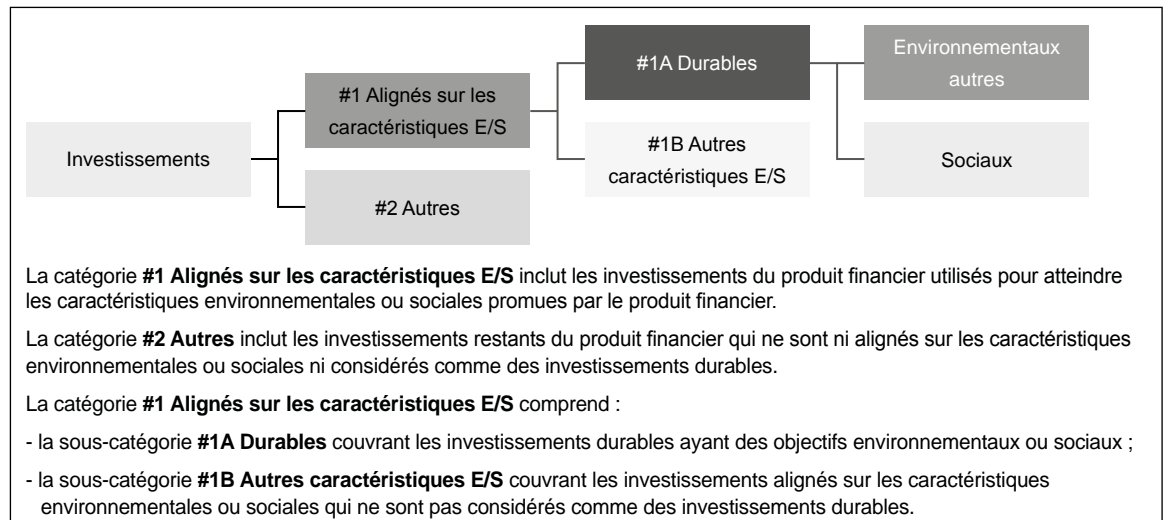 Investissements
#1 Alignés sur les
caractéristiques E/S
#2 Autres
#1A Durables
#1B Autres
caractéristiques E/S
Environnementaux
autres
Sociaux
La catégorie #1 Alignés sur les caractéristiques E/S inclut les investissements du produit financier utilisés pour atteindre
les caractéristiques environnementales ou sociales promues par le produit financier.
La catégorie #2 Autres inclut les investissements restants du produit financier qui ne sont ni alignés sur les caractéristiques
environnementales ou sociales ni considérés comme des investissements durables.
La catégorie #1 Alignés sur les caractéristiques E/S comprend :
- la sous-catégorie #1A Durables couvrant les investissements durables ayant des objectifs environnementaux ou sociaux ;
- la sous-catégorie #1B Autres caractéristiques E/S couvrant les investissements alignés sur les caractéristiques
environnementales ou sociales qui ne sont pas considérés comme des investissements durables.